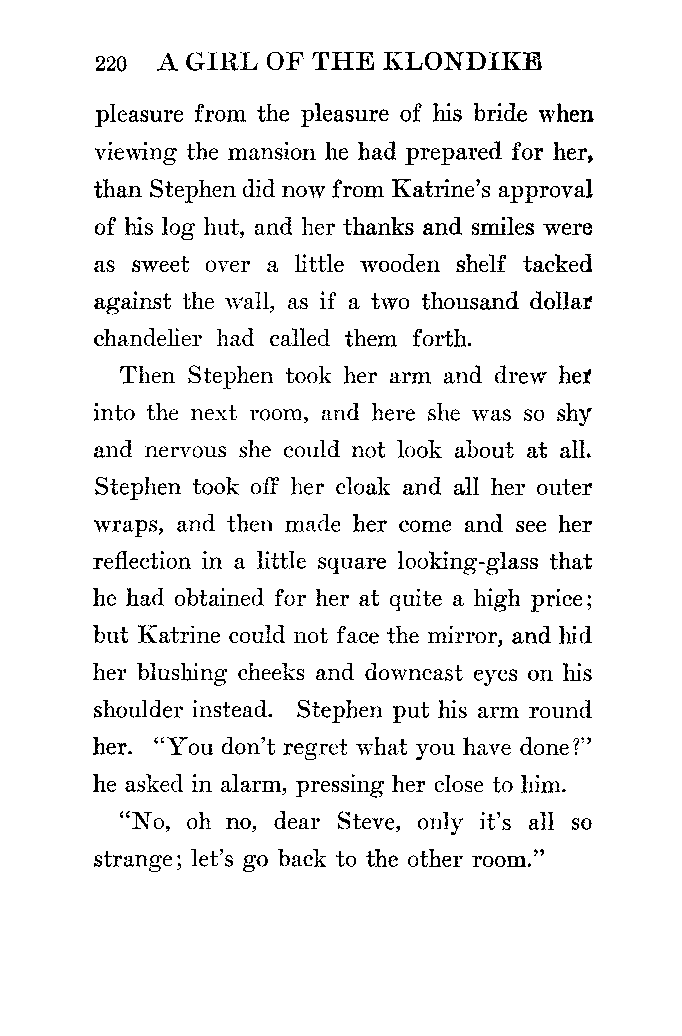 220 A GIRL OF THE KLONDIKE
pleasure from the pleasure of his bride when
viewing the mansion he had prepared for her,
than Stephen did now from Katrine's approval
of his log hut, and her thanks and smiles were
as sweet over a little wooden shelf tacked
against the wall, as if a two thousand dollar
chandelier had called them forth.
Then Stephen took her arm and drew her
into the next room, and here she was so shy
and nervous she could not look about at all.
Stephen took off her cloak and all her outer
wraps, and then made her come and see her
reflection in a little square looking-glass that
he had obtained for her at quite a high price;
but Katrine could not face the mirror, and hid
her blushing cheeks and downcast eyes on his
shoulder instead. Stephen put his arm round
her. "You don't regret what you have done?"
he asked in alarm, pressing her close to him.
"No, oh no, dear Steve, only it's all so
strange; let's go back to the other room."